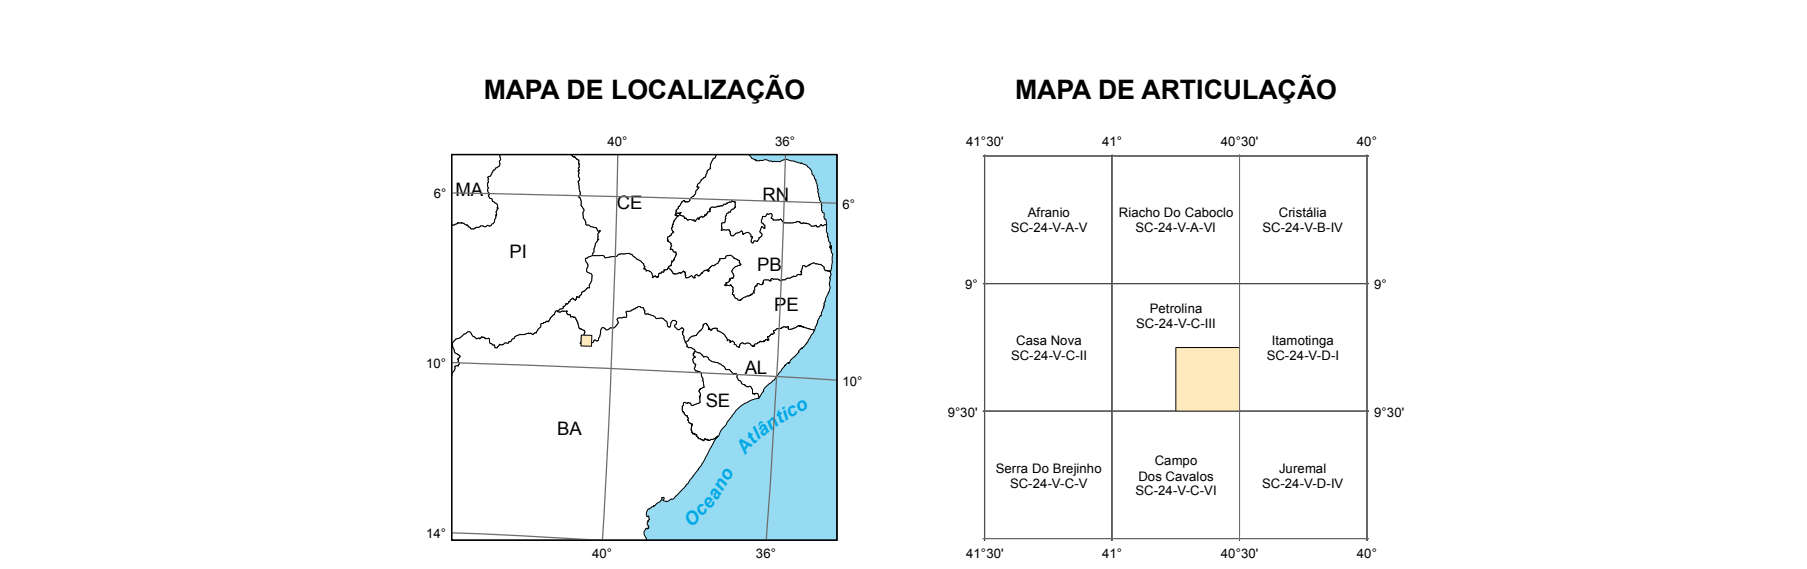 MAPA DE LOCALIZAÇÃO
40° 36°
6° 6°
MA
CE
RN
PI
PB
PE
10° 10°
AL
SE
BA
Oceano Atlântico
14°
40° 36°
MAPA DE ARTICULAÇÃO
41°30' 41° 40°30' 40°
Afranio
SC-24-V-A-V
Riacho Do Caboclo
SC-24-V-A-VI
Cristália
SC-24-V-B-IV
9° 9°
Casa Nova
SC-24-V-C-II
Petrolina
SC-24-V-C-III
Itamotinga
SC-24-V-D-I
9°30' 9°30'
Serra Do Brejinho
SC-24-V-C-V
Campo
Dos Cavalos
SC-24-V-C-VI
Juremal
SC-24-V-D-IV
41°30' 41° 40°30' 40°